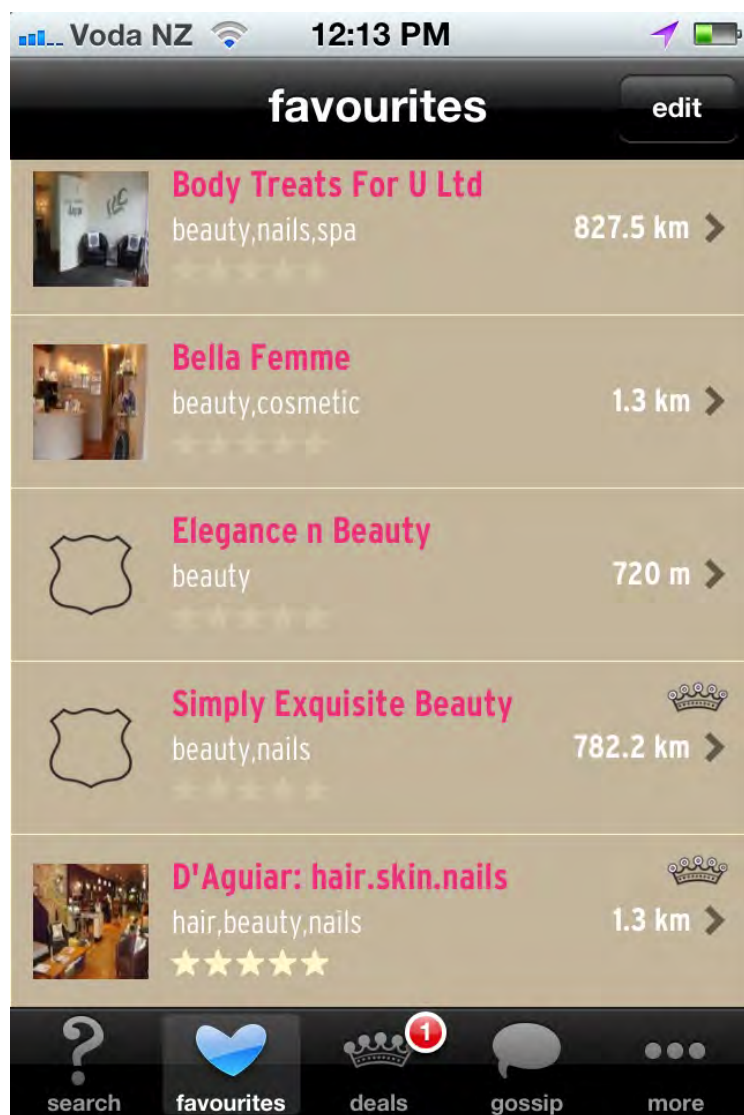 Voda NZ 12:13 PM
favourites edit
Body Treats For U Ltd
beauty,nails,spa 827.5 km
Bella Femme
beauty,cosmetic 1.3 km
Elegance n Beauty
beauty 720 m
Simply Exquisite Beauty
beauty,nails 782.2 km
D'Aguiar: hair.skin.nails
hair,beauty,nails 1.3 km
1
search favourites deals gossip more